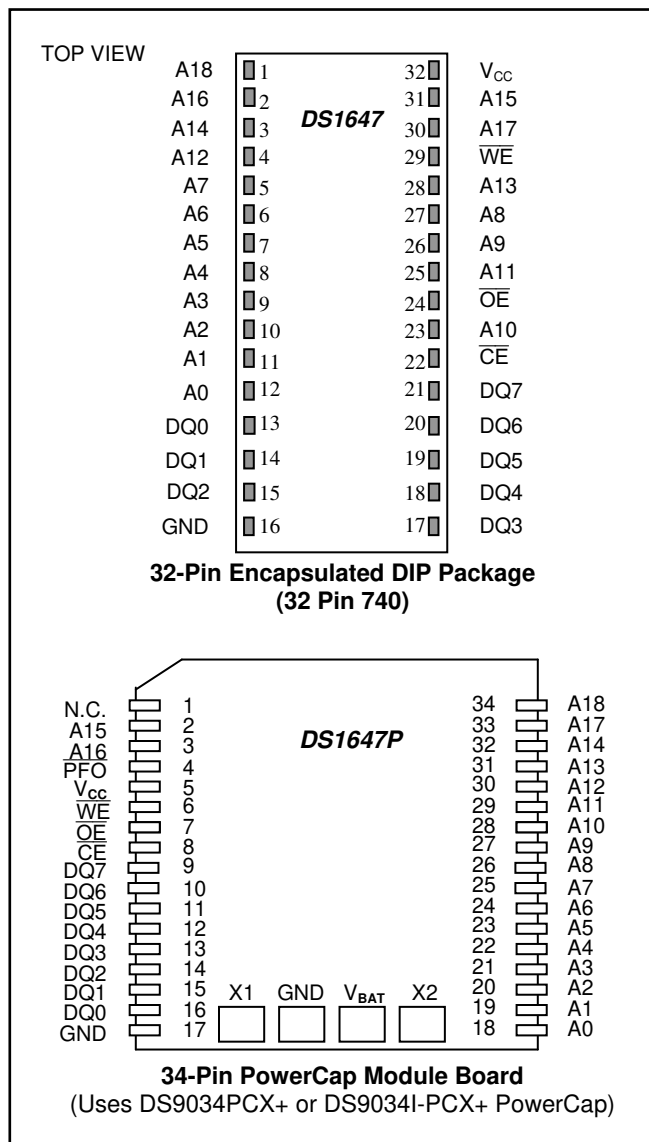 TOP VIEW
A18 1 32 VCC
A16 2 DS1647 31 A15
A14 3 30 A17
A12 4 29 W̅E̅
A7 5 28 A13
A6 6 27 A8
A5 7 26 A9
A4 8 25 A11
A3 9 24 O̅E̅
A2 10 23 A10
A1 11 22 C̅E̅
A0 12 21 DQ7
DQ0 13 20 DQ6
DQ1 14 19 DQ5
DQ2 15 18 DQ4
GND 16 17 DQ3
32-Pin Encapsulated DIP Package
(32 Pin 740)
N.C. 1 34 A18
A15 2 33 A17
A16 3 DS1647P 32 A14
P̅F̅O̅ 4 31 A13
Vcc 5 30 A12
W̅E̅ 6 29 A11
O̅E̅ 7 28 A10
C̅E̅ 8 27 A9
DQ7 9 26 A8
DQ6 10 25 A7
DQ5 11 24 A6
DQ4 12 23 A5
DQ3 13 22 A4
DQ2 14 21 A3
DQ1 15 X1 GND VBAT X2 20 A2
DQ0 16 19 A1
GND 17 18 A0
34-Pin PowerCap Module Board
(Uses DS9034PCX+ or DS9034I-PCX+ PowerCap)